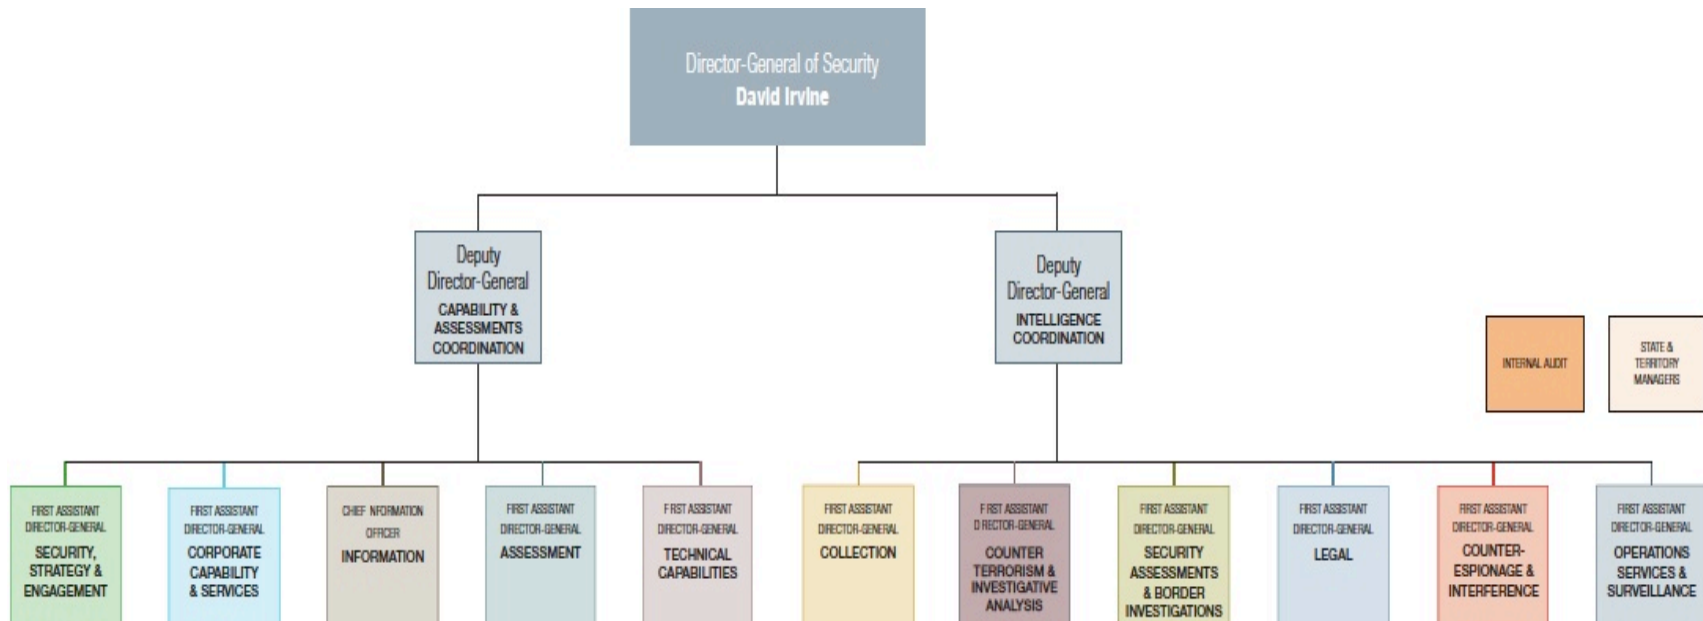 Director-General of Security
David Irvine
Deputy
Director-General
CAPABILITY &
ASSESSMENTS
COORDINATION
Deputy
Director-General
INTELLIGENCE
COORDINATION
INTERNAL AUDIT
STATE &
TERRITORY
MANAGERS
FIRST ASSISTANT
DIRECTOR-GENERAL
SECURITY,
STRATEGY &
ENGAGEMENT
FIRST ASSISTANT
DIRECTOR-GENERAL
CORPORATE
CAPABILITY
& SERVICES
CHIEF NFORMATION
OFFICER
INFORMATION
FIRST ASSISTANT
DIRECTOR-GENERAL
ASSESSMENT
F RST ASSISTANT
DIRECTOR-GENERAL
TECHNICAL
CAPABILITIES
FIRST ASSISTANT
DIRECTOR-GENERAL
COLLECTION
F RST ASSISTANT
D RECTOR-GENERAL
COUNTER
TERRORISM &
INVESTIGATIVE
ANALYSIS
FIRST ASSISTANT
DIRECTOR-GENERAL
SECURITY
ASSESSMENTS
& BORDER
INVESTIGATIONS
FIRST ASSISTANT
DIRECTOR-GENERAL
LEGAL
FIRST ASSISTANT
DIRECTOR-GENERAL
COUNTER-
ESPIONAGE &
INTERFERENCE
FIRST ASSISTANT
DIRECTOR-GENERAL
OPERATIONS
SERVICES &
SURVEILLANCE